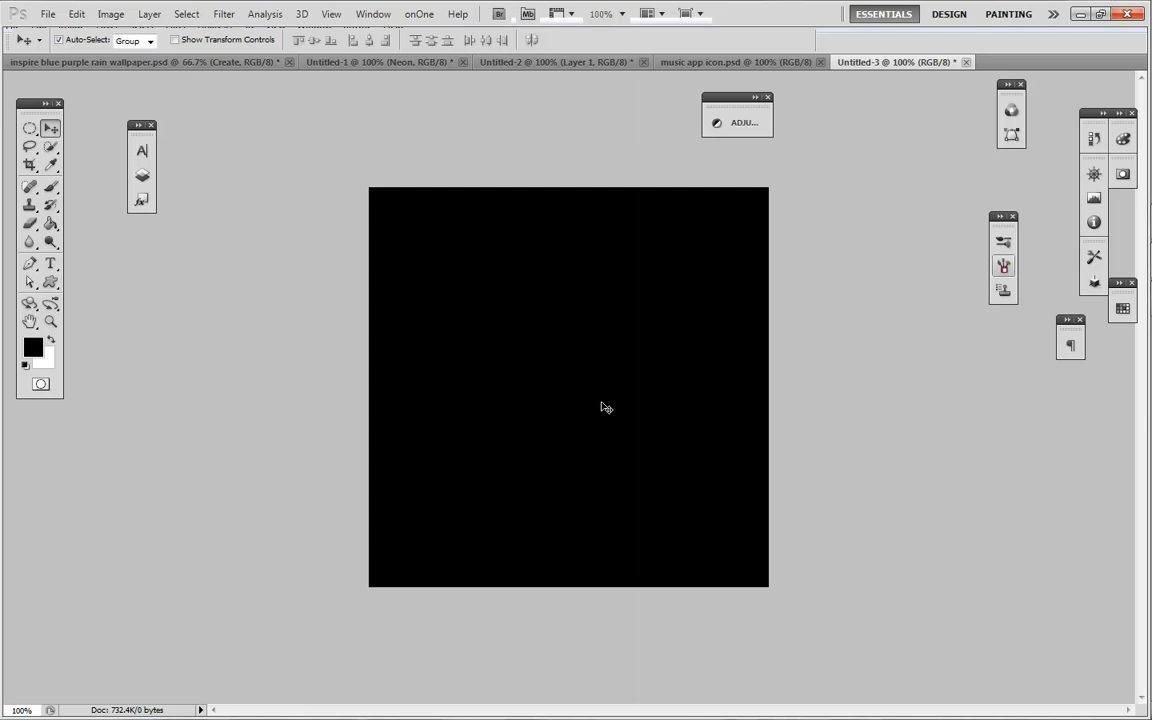 Ps File Edit Image Layer Select Filter Analysis 3D View Window onOne Help Br Mb 100% ESSENTIALS DESIGN PAINTING
Auto-Select: Group Show Transform Controls
inspire blue purple rain wallpaper.psd @ 66.7% (Create, RGB/8) * Untitled-1 @ 100% (Neon, RGB/8) * Untitled-2 @ 100% (Layer 1, RGB/8) * music app icon.psd @ 100% (RGB/8) Untitled-3 @ 100% (RGB/8) *
ADJU...
A
fx
T
100% Doc: 732.4K/0 bytes